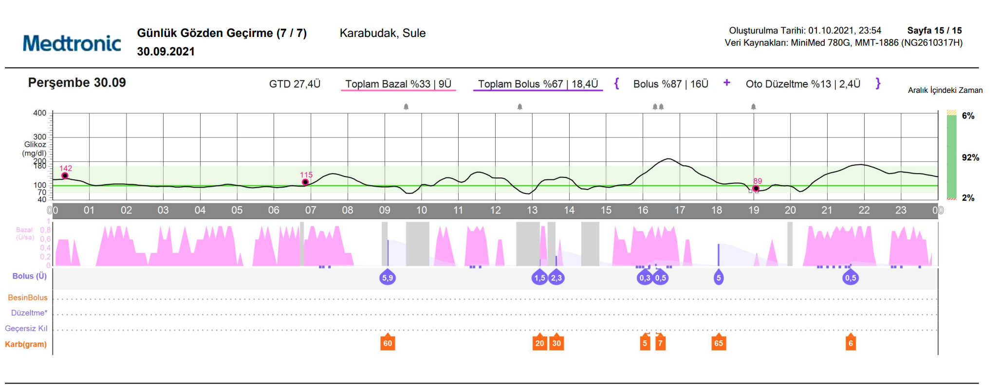 Medtronic
Günlük Gözden Geçirme (7 / 7)
30.09.2021
Karabudak, Sule
Oluşturulma Tarihi: 01.10.2021, 23:54 Sayfa 15 / 15
Veri Kaynakları: MiniMed 780G, MMT-1886 (NG2610317H)
Perşembe 30.09
GTD 27,4Ü Toplam Bazal %33 | 9Ü Toplam Bolus %67 | 18,4Ü { Bolus %87 | 16Ü + Oto Düzeltme %13 | 2,4Ü }
Aralık İçindeki Zaman
400
300
Glikoz
(mg/dl)
200
180
100
70
40
142
115
89
6%
92%
2%
00 01 02 03 04 05 06 07 08 09 10 11 12 13 14 15 16 17 18 19 20 21 22 23 00
Bazal
(Ü/sa)
1
0,8
0,6
0,4
0,2
0
Bolus (Ü) 5,9 1,5 2,3 0,3 0,5 5 0,5
BesinBolus
Düzeltme*
Geçersiz Kıl
Karb(gram) 60 20 30 5 7 65 6